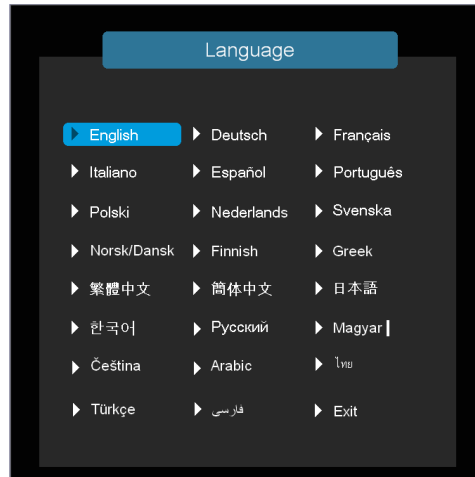 Language
English Deutsch Français
Italiano Español Português
Polski Nederlands Svenska
Norsk/Dansk Finnish Greek
繁體中文 簡体中文 日本語
한국어 Русский Magyar
Čeština Arabic ไทย
Türkçe فارسی Exit